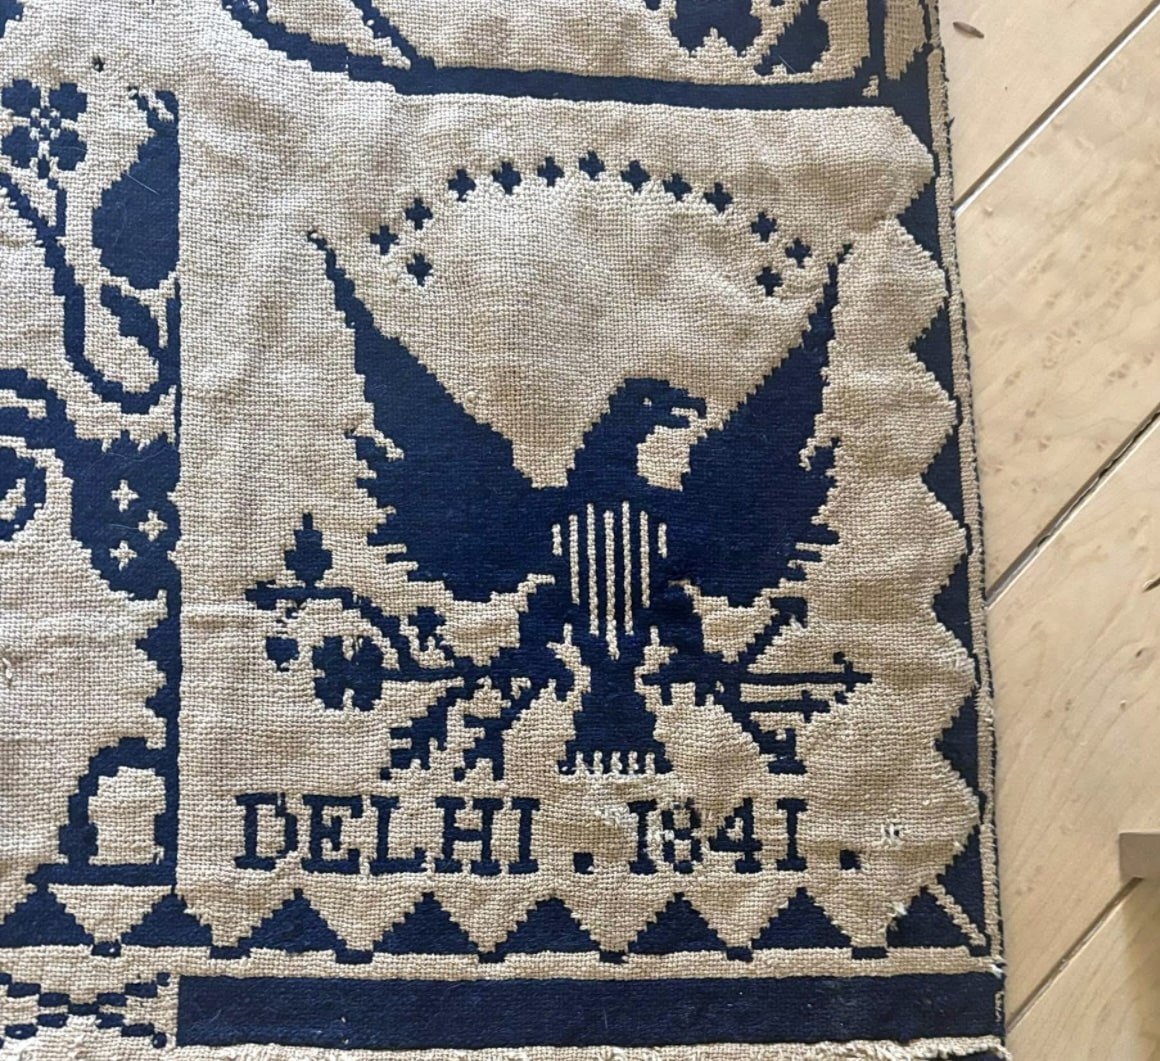 DELHI . 1841 .